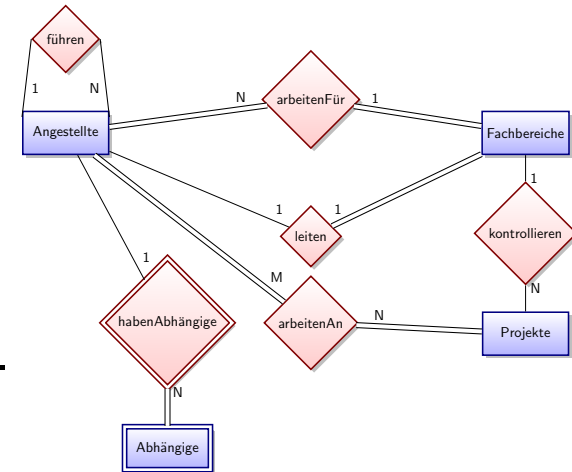 führen
1
N
Angestellte
N
arbeitenFür
1
Fachbereiche
1
leiten
1
1
kontrollieren
N
M
arbeitenAn
N
Projekte
1
habenAbhängige
N
Abhängige